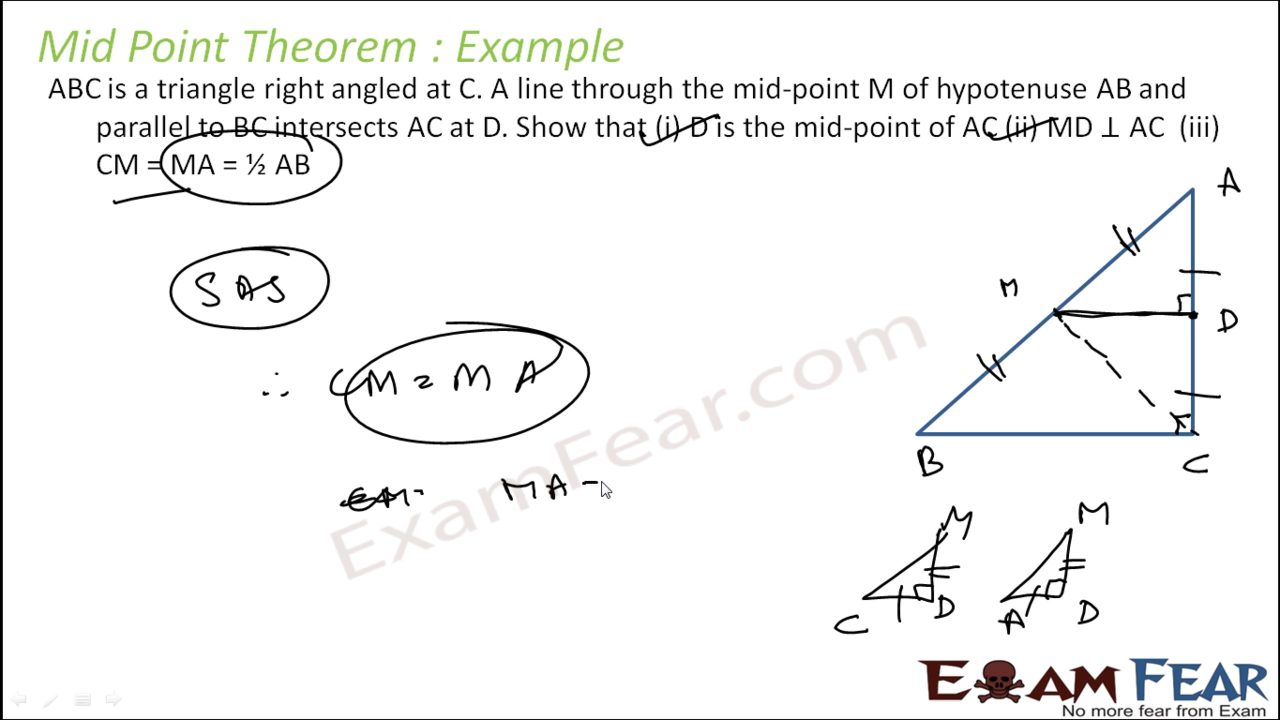 Mid Point Theorem : Example
ABC is a triangle right angled at C. A line through the mid-point M of hypotenuse AB and
parallel to BC intersects AC at D. Show that (i) D is the mid-point of AC (ii) MD ⊥ AC (iii)
CM = MA = ½ AB
A
SAS
M
D
∴ CM = MA
B
C
MA -
M
M
C
D
A
D
ExamFear.com
EXAM FEAR
No more fear from Exam